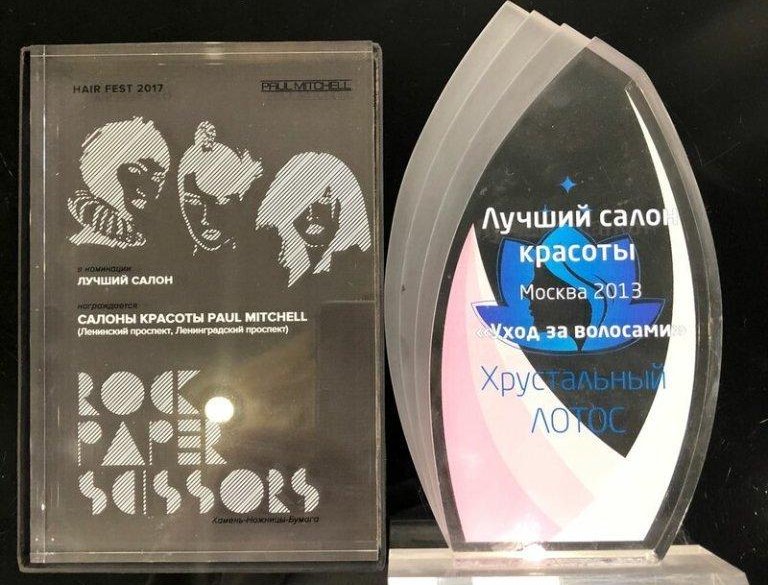 HAIR FEST 2017
PAUL MITCHELL
в номинации
ЛУЧШИЙ САЛОН
награждается
САЛОНЫ КРАСОТЫ PAUL MITCHELL
(Ленинский проспект, Ленинградский проспект)
ROCK
PAPER
SCISSORS
Камень-Ножницы-Бумага
Лучший салон
красоты
Москва 2013
«Уход за волосами»
Хрустальный
ЛОТОС